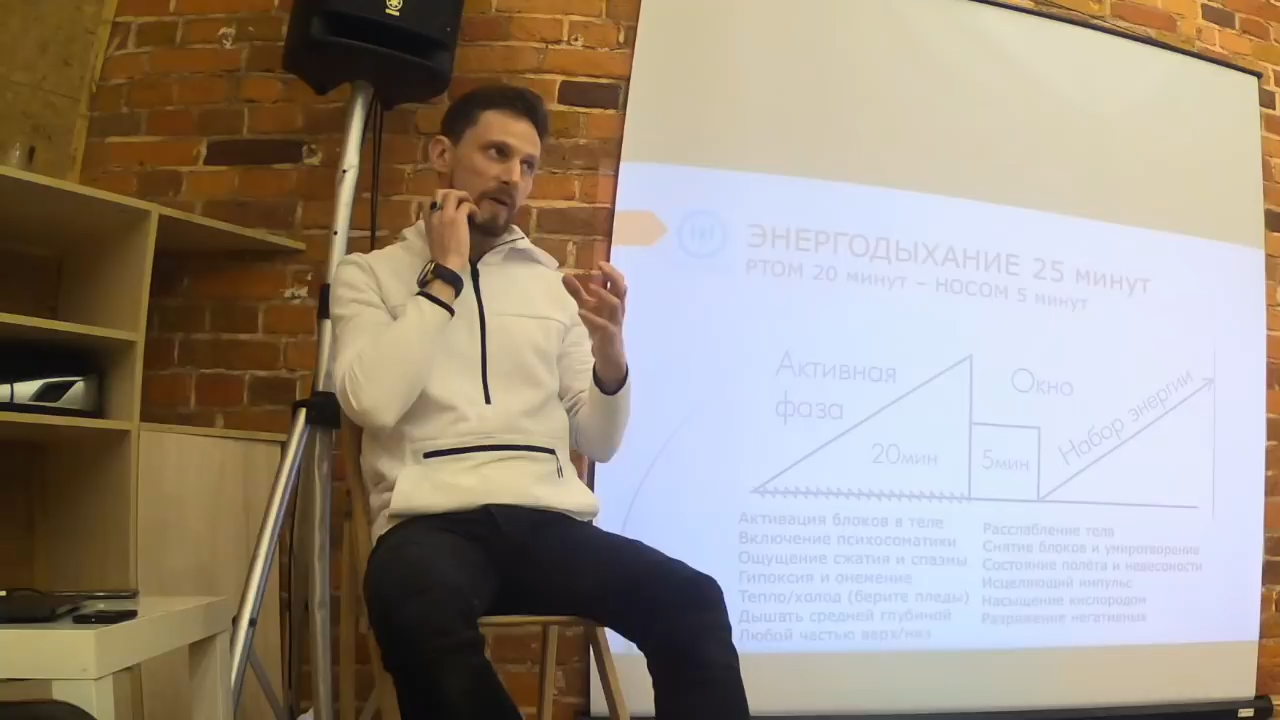 ЭНЕРГОДЫХАНИЕ 25 минут
РТОМ 20 минут – НОСОМ 5 минут
Активная
фаза
Окно
Набор энергии
20мин
5мин
Активация блоков в теле
Включение психосоматики
Ощущение сжатия и спазмы
Гипоксия и онемение
Тепло/холод (берите пледы)
Дышать средней глубиной
Любой частью верх/низ
Расслабление тела
Снятие блоков и умиротворение
Состояние полёта и невесомости
Исцеляющий импульс
Насыщение кислородом
Разряжение негативных